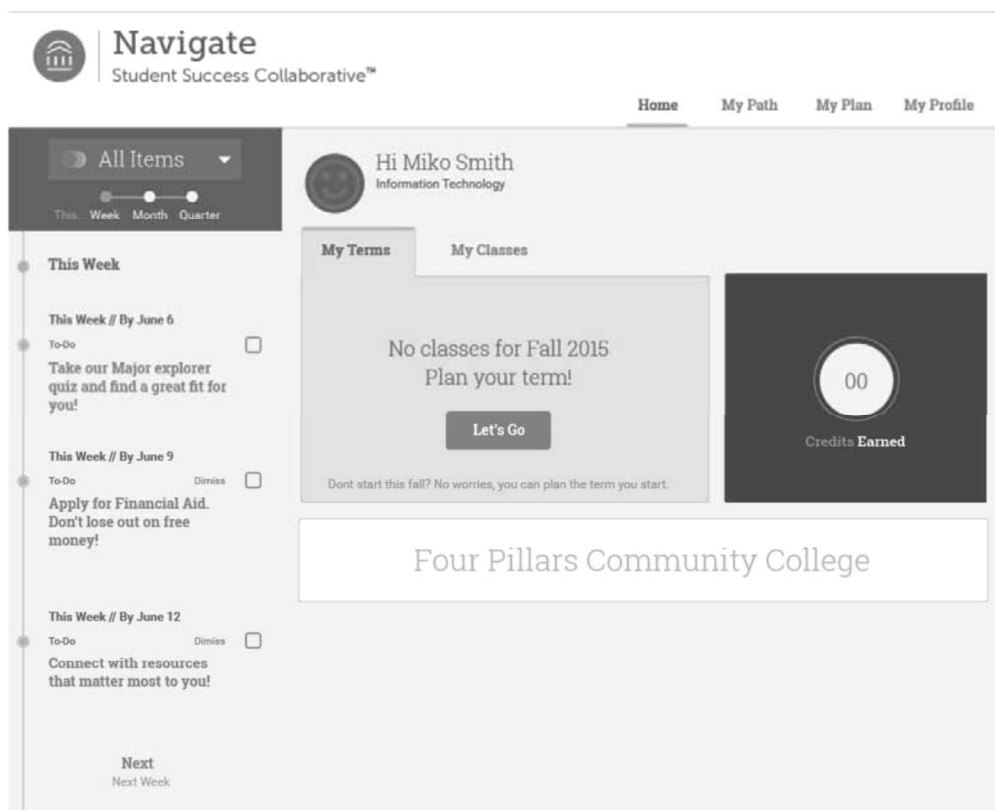 Navigate
Student Success Collaborative™
Home My Path My Plan My Profile
All Items
This... Week Month Quarter
This Week
This Week // By June 6
To-Do
Take our Major explorer
quiz and find a great fit for
you!
This Week // By June 9
To-Do Dimiss
Apply for Financial Aid.
Don't lose out on free
money!
This Week // By June 12
To-Do Dimiss
Connect with resources
that matter most to you!
Next
Next Week
Hi Miko Smith
Information Technology
My Terms My Classes
No classes for Fall 2015
Plan your term!
Let's Go
Dont start this fall? No worries, you can plan the term you start.
00
Credits Earned
Four Pillars Community College